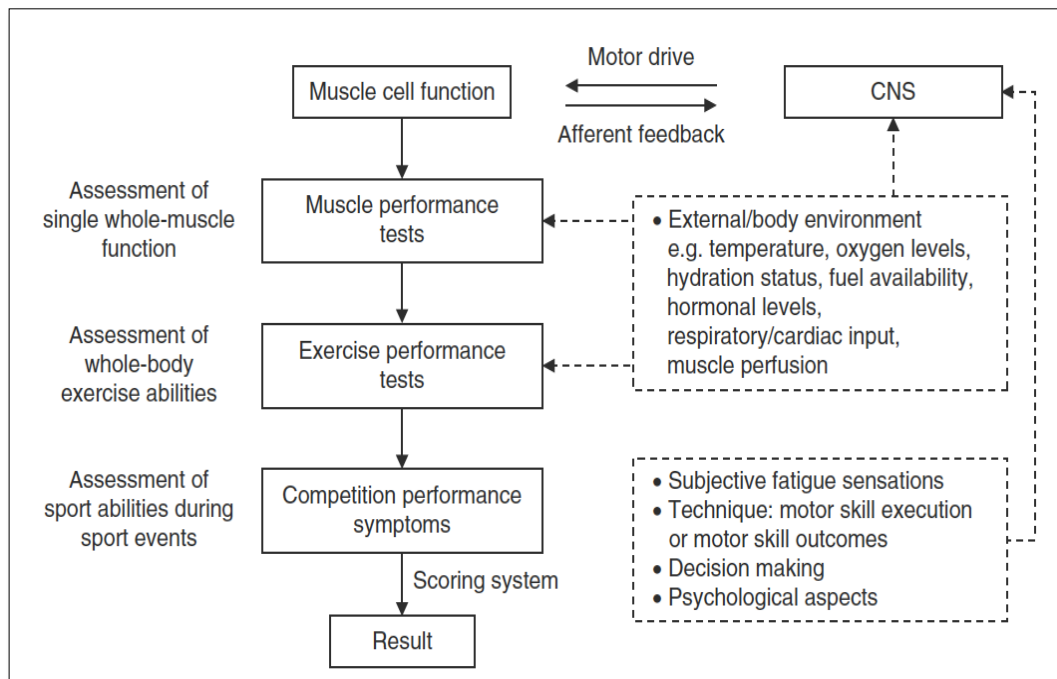 Motor drive
Muscle cell function
CNS
Afferent feedback
Assessment of
single whole-muscle
function
Muscle performance
tests
• External/body environment
e.g. temperature, oxygen levels,
hydration status, fuel availability,
hormonal levels,
respiratory/cardiac input,
muscle perfusion
Assessment of
whole-body
exercise abilities
Exercise performance
tests
Assessment of
sport abilities during
sport events
Competition performance
symptoms
• Subjective fatigue sensations
• Technique: motor skill execution
or motor skill outcomes
• Decision making
• Psychological aspects
Scoring system
Result